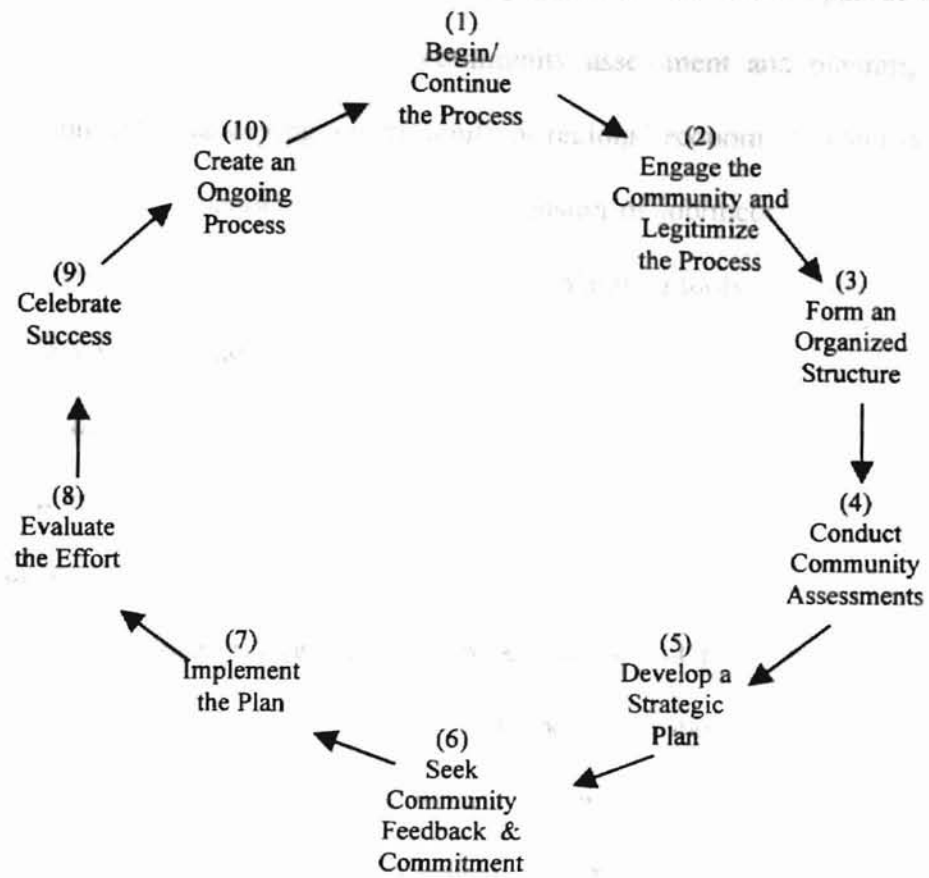 (1)
Begin/
Continue
the Process
(2)
Engage the
Community and
Legitimize
the Process
(3)
Form an
Organized
Structure
(4)
Conduct
Community
Assessments
(5)
Develop a
Strategic
Plan
(6)
Seek
Community
Feedback &
Commitment
(7)
Implement
the Plan
(8)
Evaluate
the Effort
(9)
Celebrate
Success
(10)
Create an
Ongoing
Process